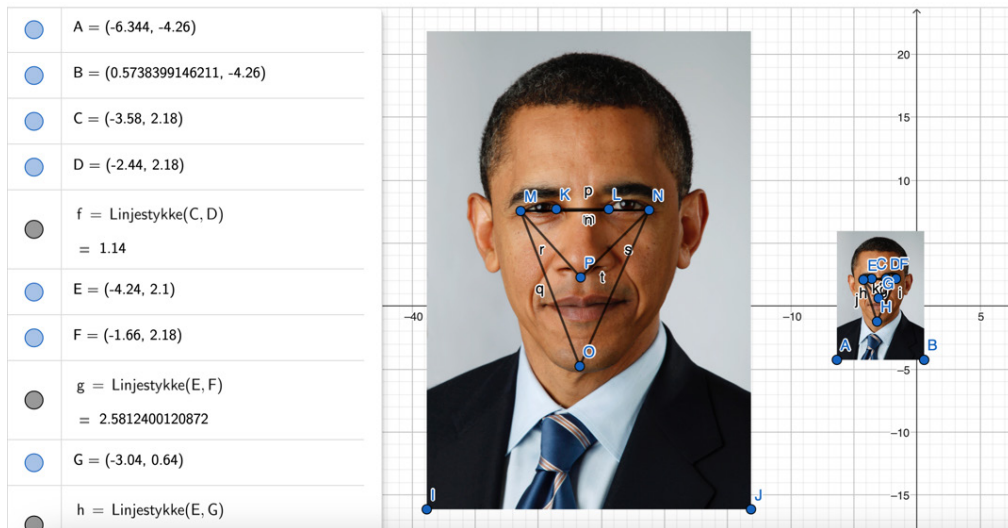 A = (-6.344, -4.26)
B = (0.5738399146211, -4.26)
C = (-3.58, 2.18)
D = (-2.44, 2.18)
f = Linjestykke(C, D)
= 1.14
E = (-4.24, 2.1)
F = (-1.66, 2.18)
g = Linjestykke(E, F)
= 2.5812400120872
G = (-3.04, 0.64)
h = Linjestykke(E, G)
20
15
10
p
M K L N
n
r s
P
t
q
O
I J
E C D F
G
j h k i
H
A B
-40 -10 5
-5
-10
-15